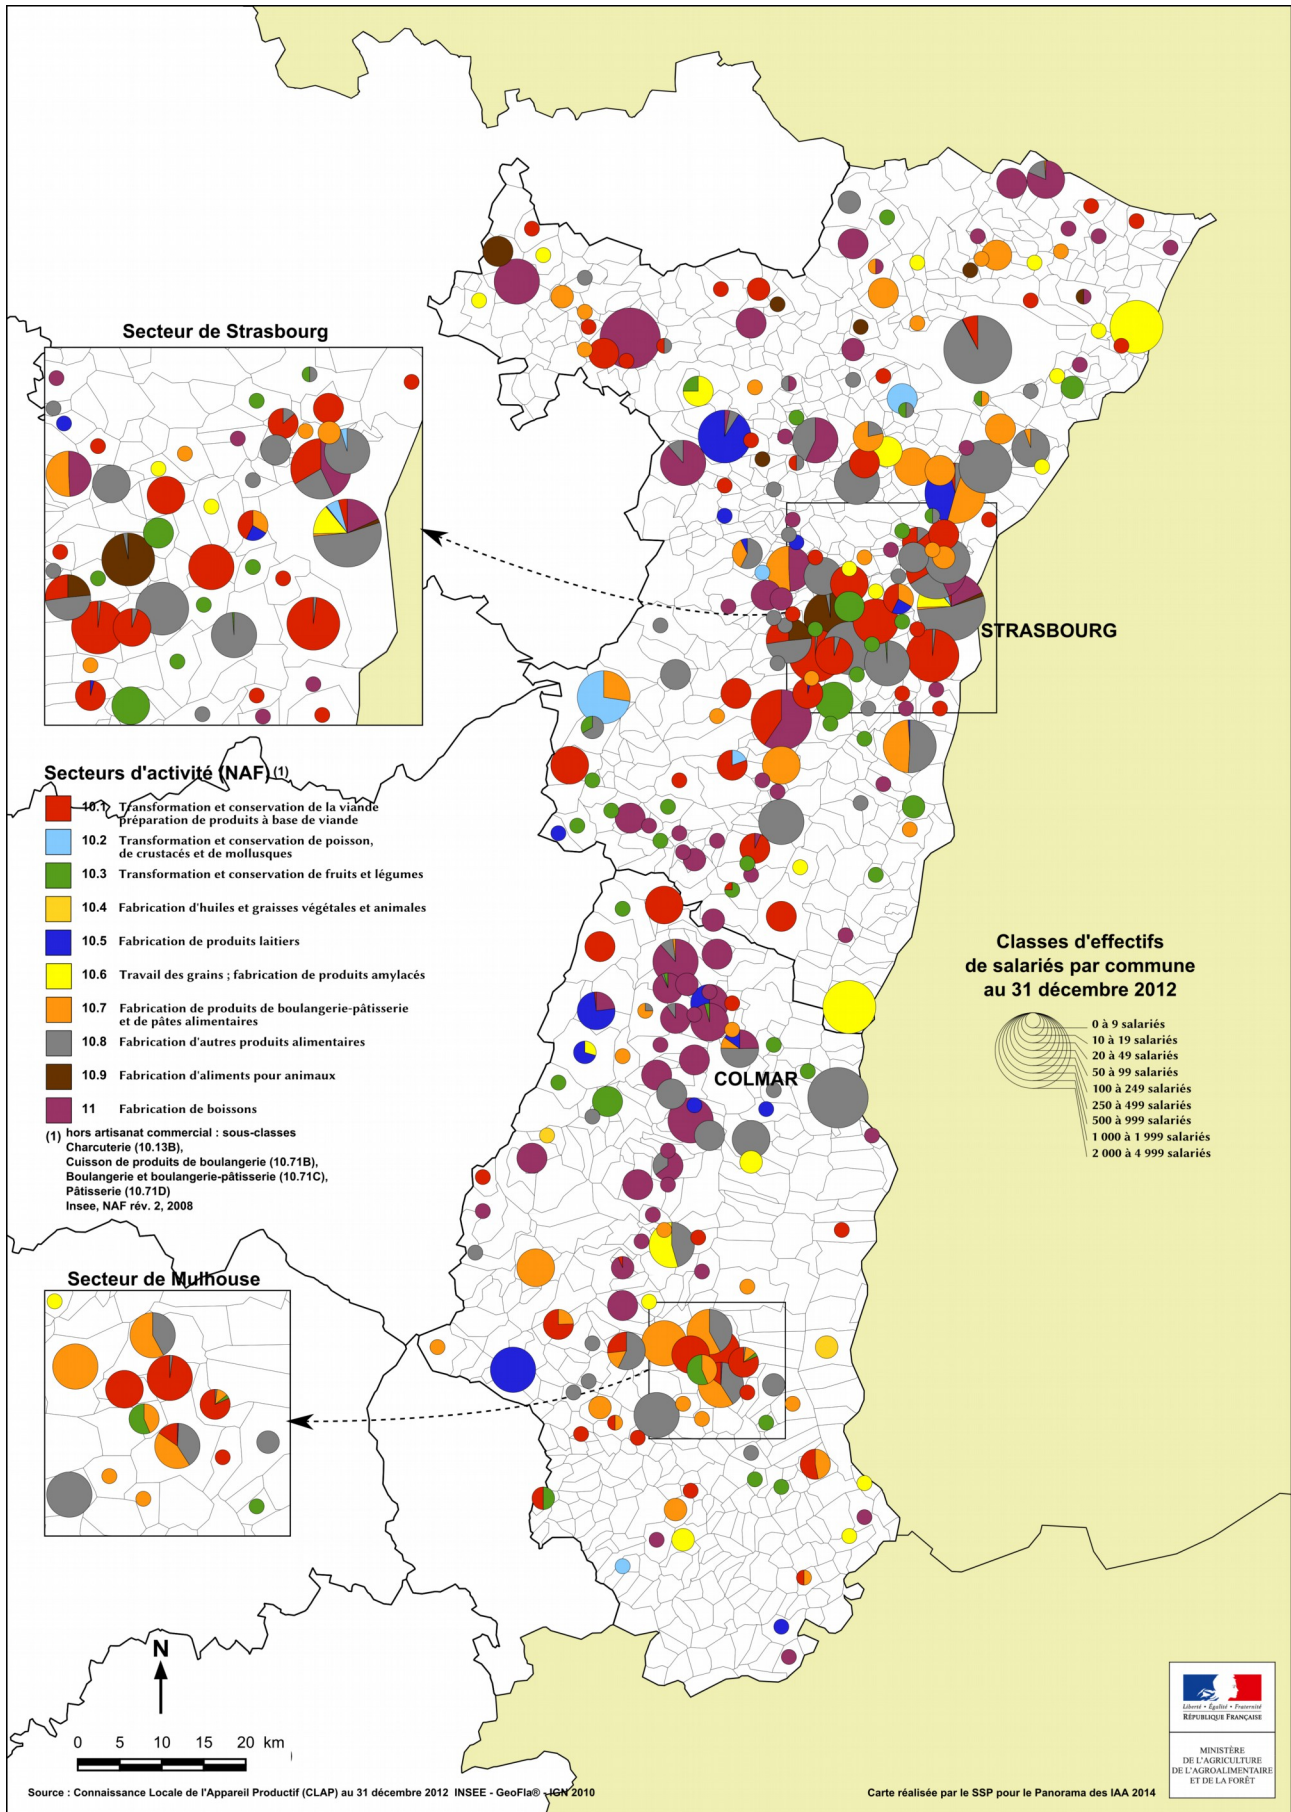 Secteur de Strasbourg
STRASBOURG
Secteurs d'activité (NAF) (1)
10.1 Transformation et conservation de la viande
préparation de produits à base de viande
10.2 Transformation et conservation de poisson,
de crustacés et de mollusques
10.3 Transformation et conservation de fruits et légumes
10.4 Fabrication d'huiles et graisses végétales et animales
10.5 Fabrication de produits laitiers
10.6 Travail des grains ; fabrication de produits amylacés
10.7 Fabrication de produits de boulangerie-pâtisserie
et de pâtes alimentaires
10.8 Fabrication d'autres produits alimentaires
10.9 Fabrication d'aliments pour animaux
11 Fabrication de boissons
(1) hors artisanat commercial : sous-classes
Charcuterie (10.13B),
Cuisson de produits de boulangerie (10.71B),
Boulangerie et boulangerie-pâtisserie (10.71C),
Pâtisserie (10.71D)
Insee, NAF rév. 2, 2008
Classes d'effectifs
de salariés par commune
au 31 décembre 2012
0 à 9 salariés
10 à 19 salariés
20 à 49 salariés
50 à 99 salariés
100 à 249 salariés
250 à 499 salariés
500 à 999 salariés
1 000 à 1 999 salariés
2 000 à 4 999 salariés
COLMAR
Secteur de Mulhouse
N
0 5 10 15 20 km
Liberté • Égalité • Fraternité
RÉPUBLIQUE FRANÇAISE
MINISTÈRE
DE L'AGRICULTURE
DE L'AGROALIMENTAIRE
ET DE LA FORÊT
Source : Connaissance Locale de l'Appareil Productif (CLAP) au 31 décembre 2012 INSEE - GeoFla® - IGN 2010
Carte réalisée par le SSP pour le Panorama des IAA 2014